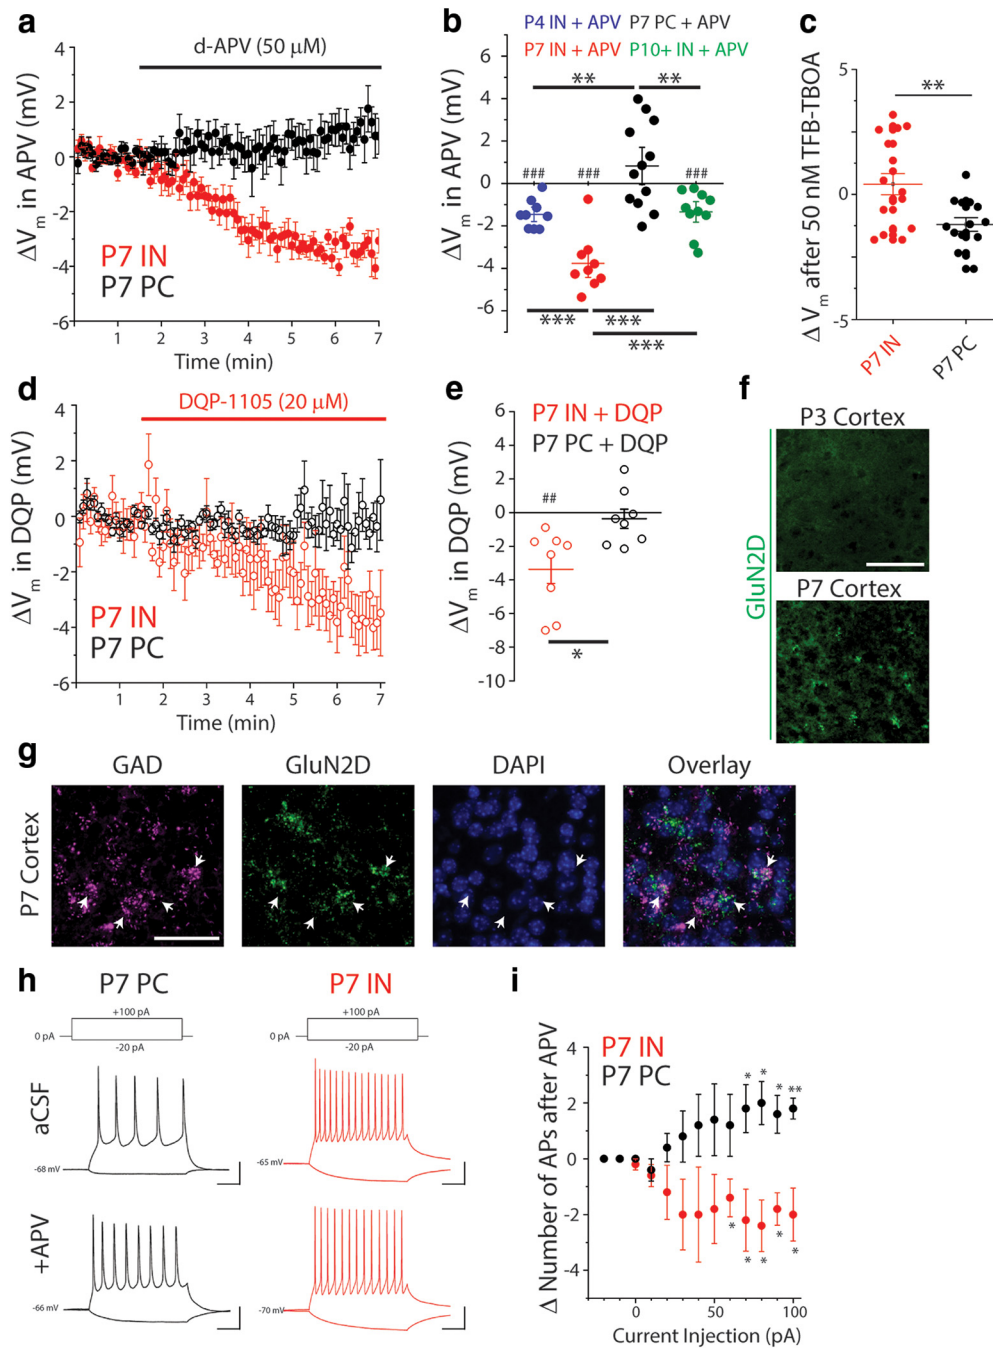 a
d-APV (50 μM)
ΔVm in APV (mV)
4
2
0
-2
-4
-6
P7 IN
P7 PC
1 2 3 4 5 6 7
Time (min)
b
P4 IN + APV P7 PC + APV
P7 IN + APV P10+ IN + APV
ΔVm in APV (mV)
6
4
2
0
-2
-4
-6
** **
### ### ###
*** ***
***
c
Δ Vm after 50 nM TFB-TBOA
5
0
-5
**
P7 IN P7 PC
d
DQP-1105 (20 μM)
ΔVm in DQP (mV)
4
2
0
-2
-4
-6
P7 IN
P7 PC
1 2 3 4 5 6 7
Time (min)
e
P7 IN + DQP
P7 PC + DQP
ΔVm in DQP (mV)
6
4
2
0
-2
-4
-6
-8
-10
##
*
f
P3 Cortex
GluN2D
P7 Cortex
g
GAD GluN2D DAPI Overlay
P7 Cortex
h
P7 PC P7 IN
+100 pA +100 pA
0 pA 0 pA
-20 pA -20 pA
aCSF
-68 mV -65 mV
+APV
-66 mV -70 mV
i
P7 IN
P7 PC
Δ Number of APs after APV
4
2
0
-2
-4
* * * **
* * * * *
0 50 100
Current Injection (pA)